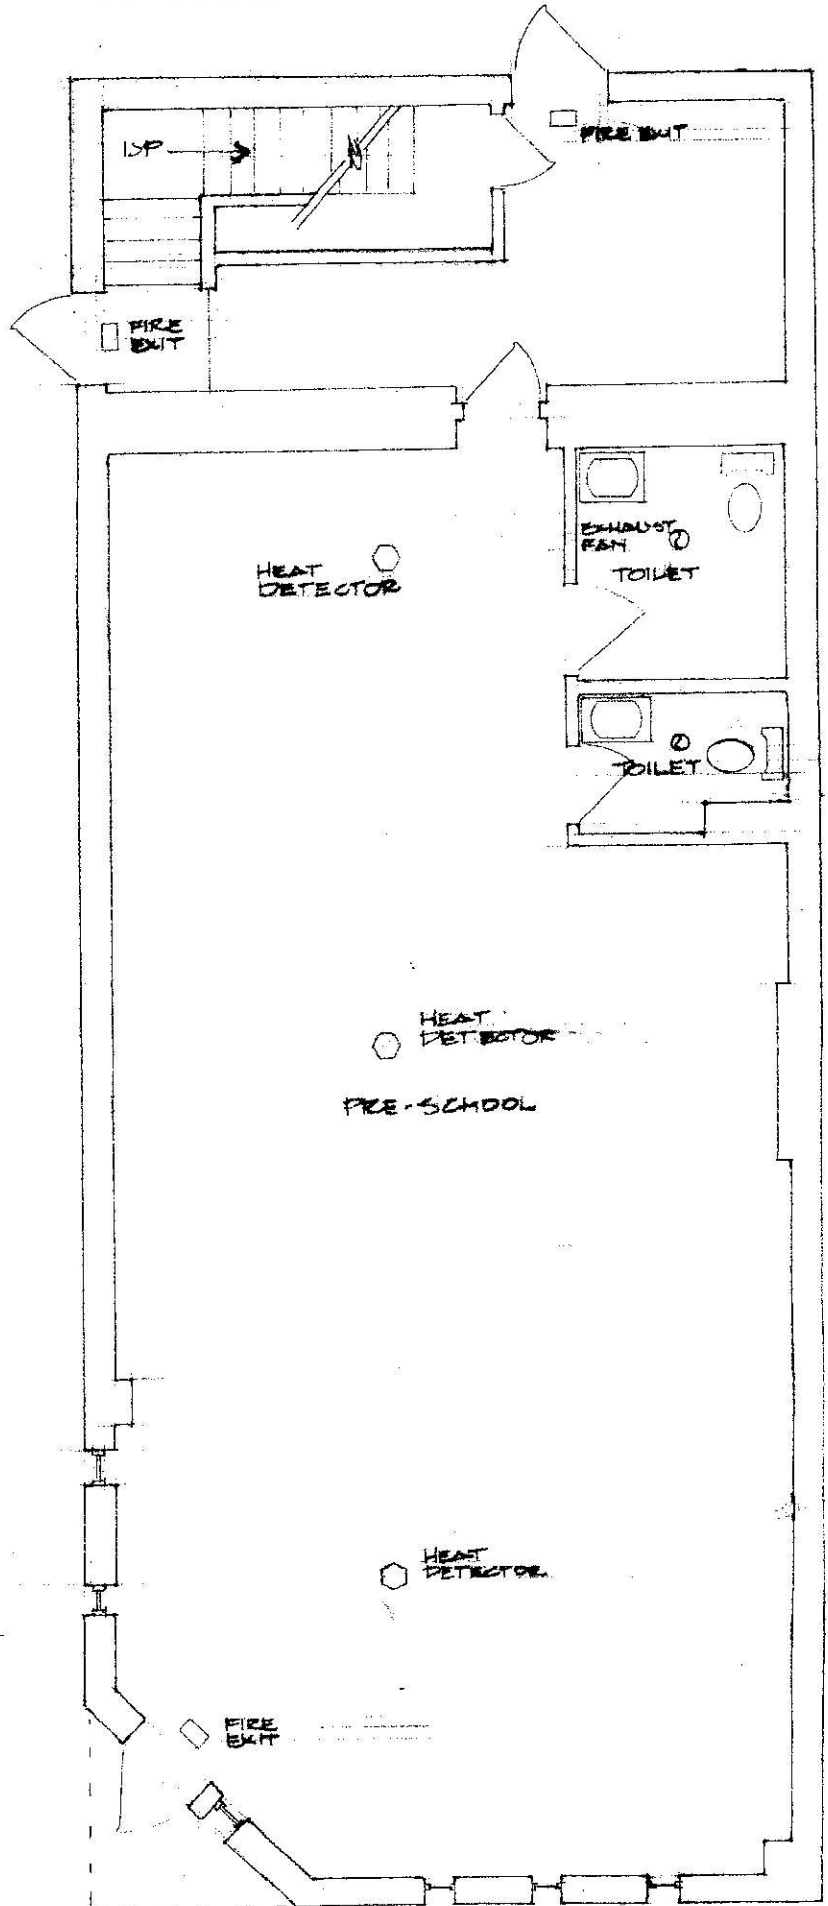 UP
FIRE EXIT
FIRE
EXIT
EXHAUST
FAN
TOILET
HEAT
DETECTOR
TOILET
HEAT
DETECTOR
PRE-SCHOOL
HEAT
DETECTOR
FIRE
EXIT